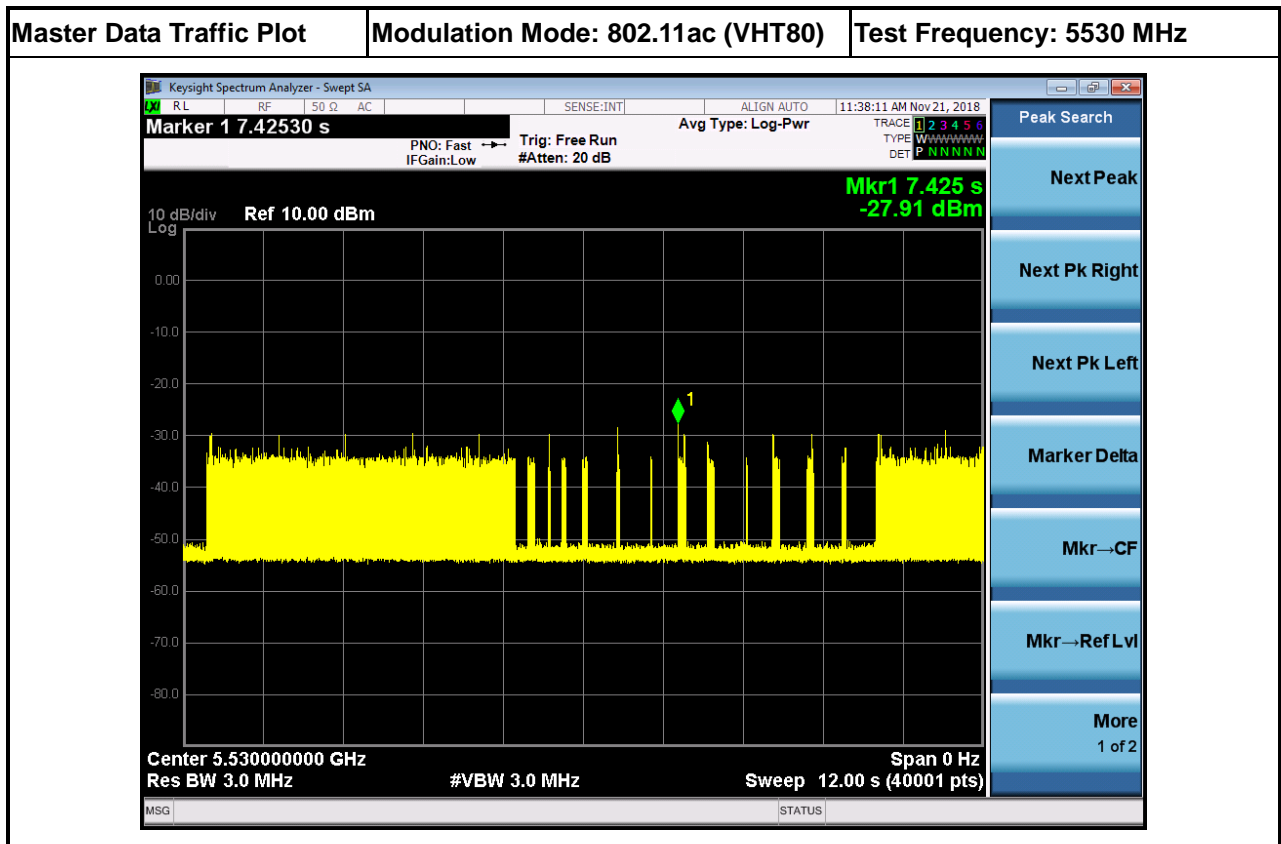 Master Data Traffic Plot Modulation Mode: 802.11ac (VHT80) Test Frequency: 5530 MHz
Keysight Spectrum Analyzer - Swept SA
LXI RL RF 50 Ω AC SENSE:INT ALIGN AUTO 11:38:11 AM Nov 21, 2018
Marker 1 7.42530 s
PNO: Fast
IFGain:Low
Trig: Free Run
#Atten: 20 dB
Avg Type: Log-Pwr
TRACE 1 2 3 4 5 6
TYPE WWWWWW
DET P N N N N N
Peak Search
Mkr1 7.425 s
-27.91 dBm
10 dB/div
Log
Ref 10.00 dBm
0.00
-10.0
-20.0
-30.0
-40.0
-50.0
-60.0
-70.0
-80.0
1
Center 5.530000000 GHz
Span 0 Hz
Res BW 3.0 MHz
#VBW 3.0 MHz
Sweep 12.00 s (40001 pts)
MSG
STATUS
Next Peak
Next Pk Right
Next Pk Left
Marker Delta
Mkr→CF
Mkr→Ref Lvl
More
1 of 2